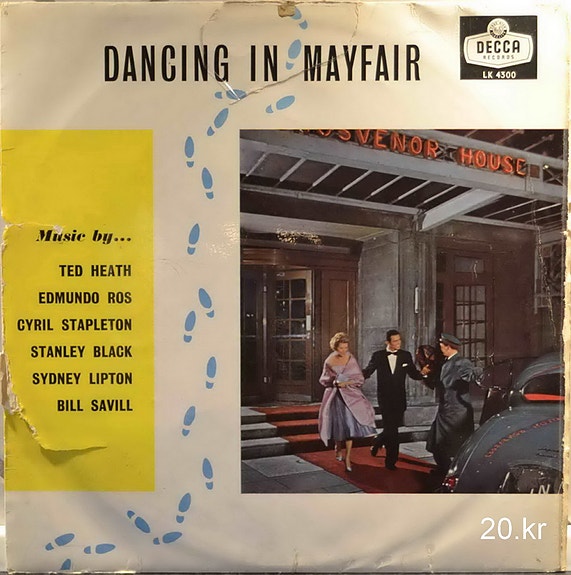 DANCING IN MAYFAIR
DECCA
RECORDS
LK 4300
OSVENOR HOUSE
Music by...
TED HEATH
EDMUNDO ROS
CYRIL STAPLETON
STANLEY BLACK
SYDNEY LIPTON
BILL SAVILL
20.kr